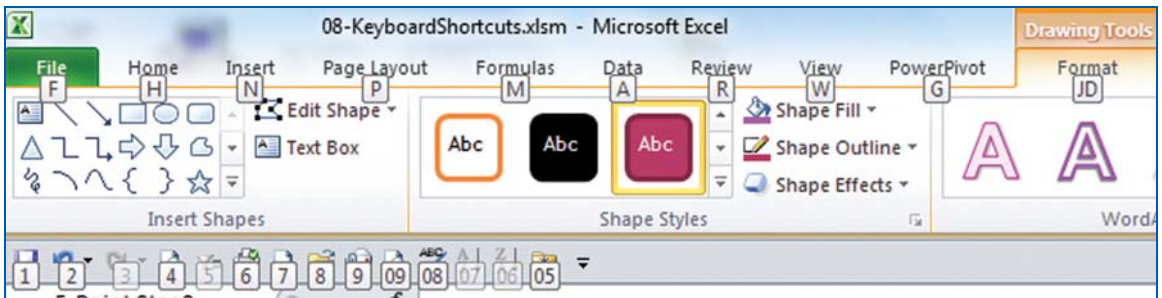 08-KeyboardShortcuts.xlsm - Microsoft Excel
Drawing Tools
File Home Insert Page Layout Formulas Data Review View PowerPivot Format
F H N P M A R W G JD
Edit Shape
Text Box
Abc Abc Abc
Shape Fill
Shape Outline
Shape Effects
A A A
Insert Shapes Shape Styles
1 2 3 4 5 6 7 8 9 09 08 07 06 05